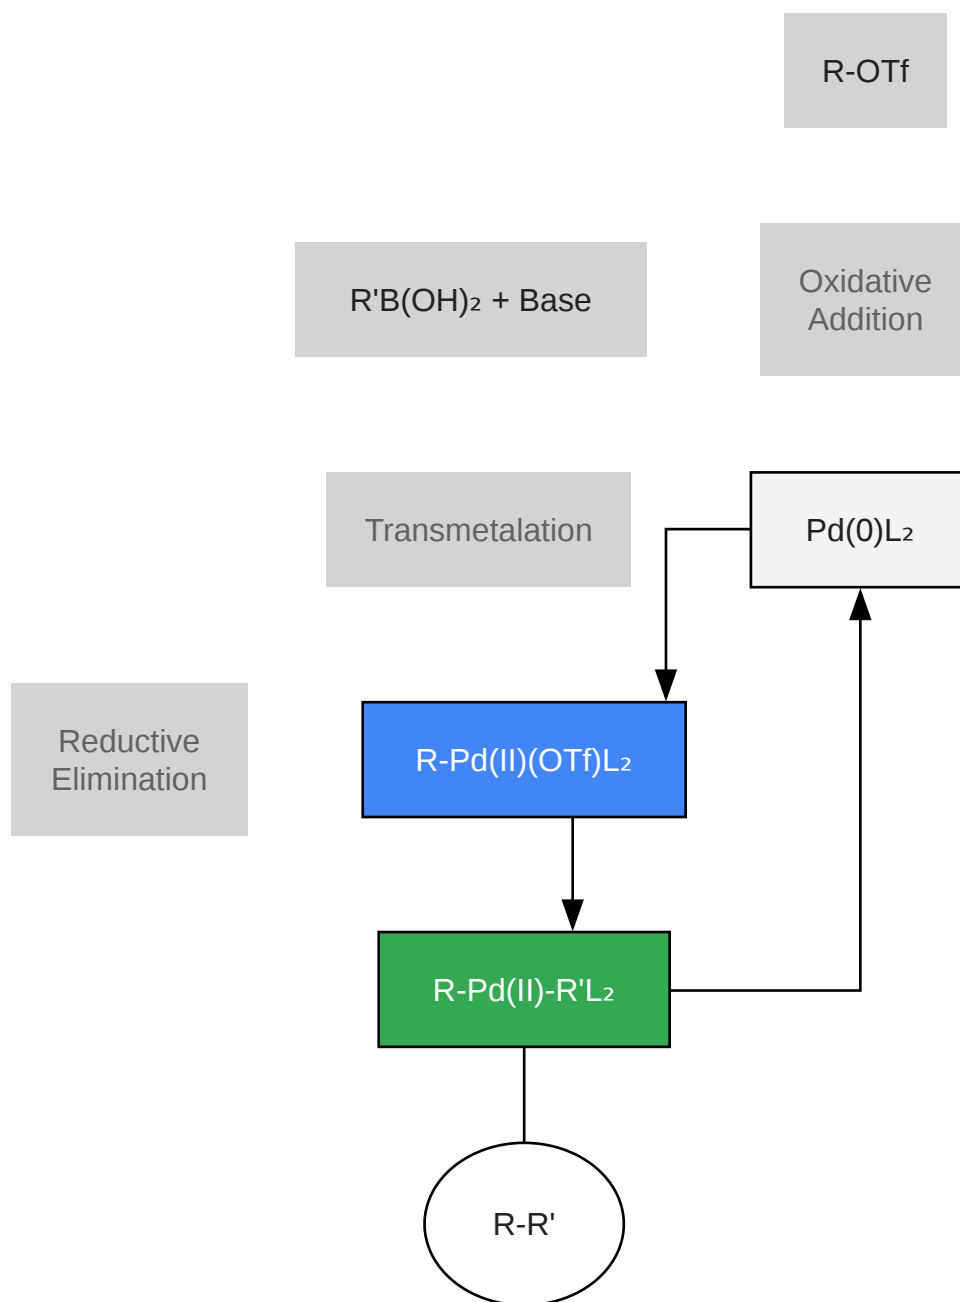 R-OTf
R'B(OH)₂ + Base
Oxidative
Addition
Transmetalation
Pd(0)L₂
Reductive
Elimination
R-Pd(II)(OTf)L₂
R-Pd(II)-R'L₂
R-R'